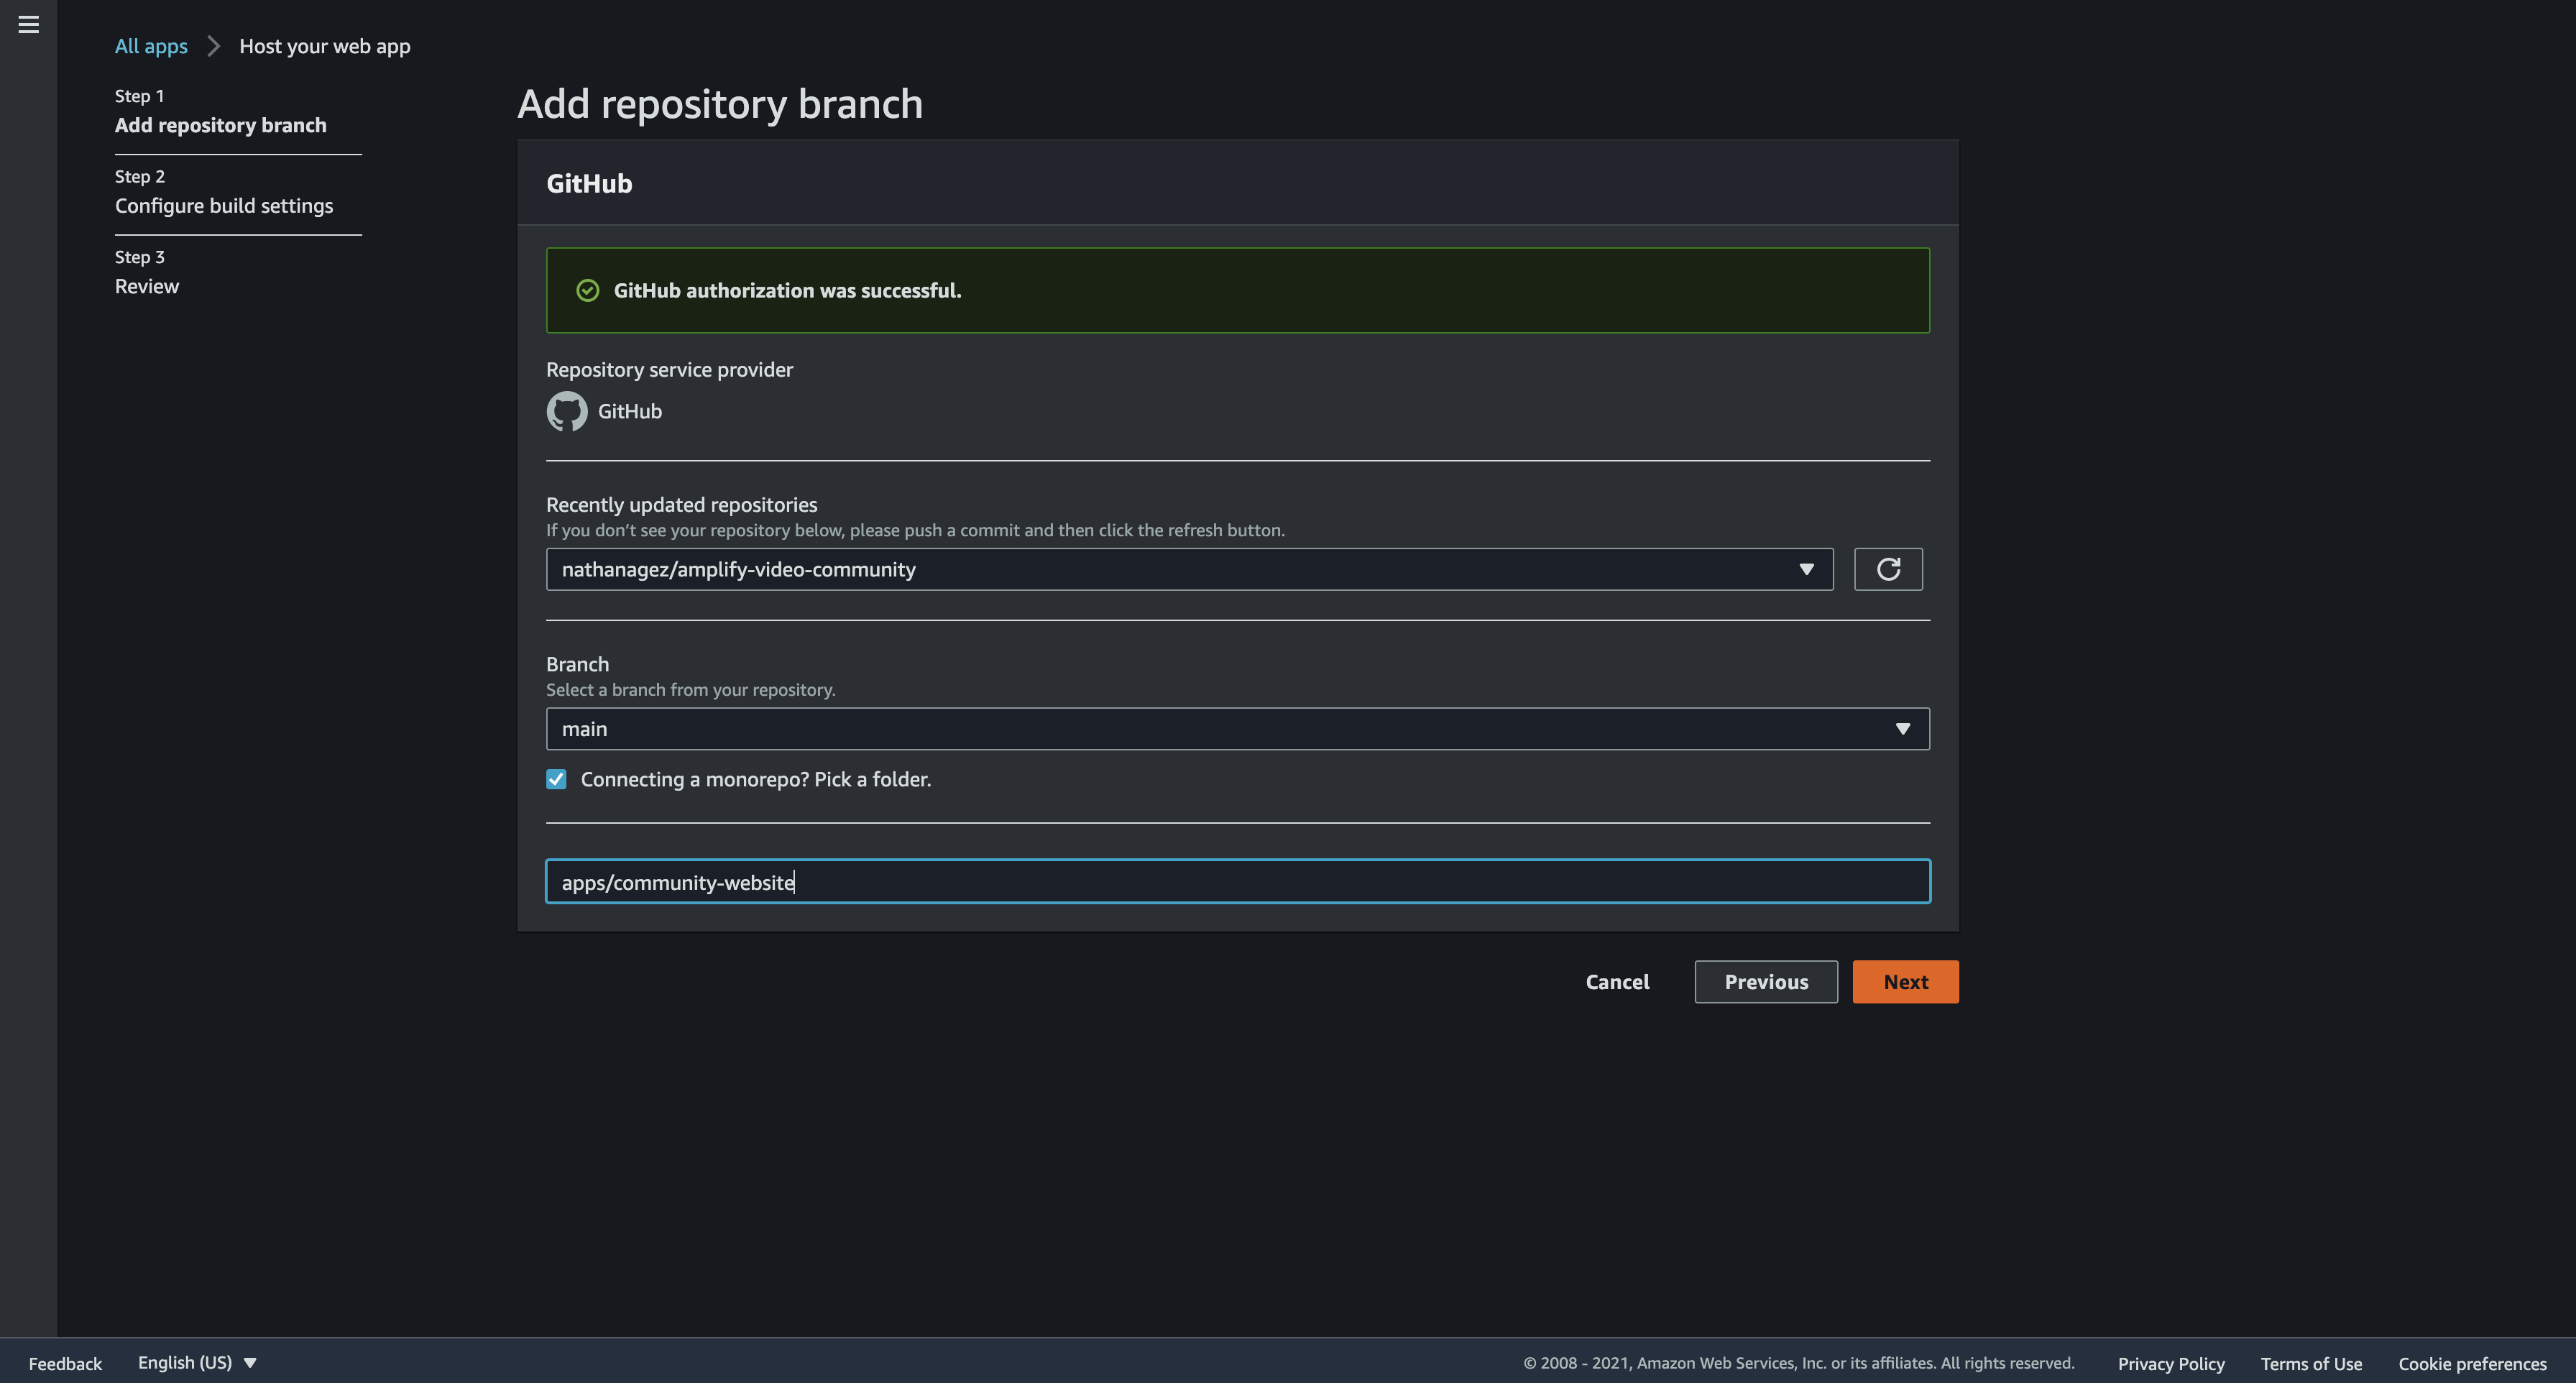 All apps
Host your web app
Step 1
Add repository branch
Step 2
Configure build settings
Step 3
Review
Add repository branch
GitHub
GitHub authorization was successful.
Repository service provider
GitHub
Recently updated repositories
If you don't see your repository below, please push a commit and then click the refresh button.
nathanagez/amplify-video-community
Branch
Select a branch from your repository.
main
Connecting a monorepo? Pick a folder.
apps/community-website
Cancel
Previous
Next
Feedback
English (US)
© 2008 - 2021, Amazon Web Services, Inc. or its affiliates. All rights reserved.
Privacy Policy
Terms of Use
Cookie preferences